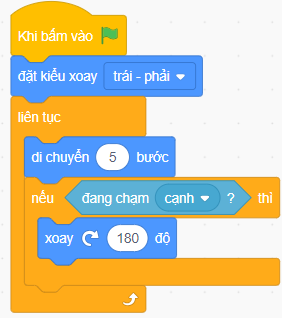 Khi bấm vào
đặt kiểu xoay trái - phải
liên tục
di chuyển 5 bước
nếu đang chạm cạnh ? thì
xoay 180 độ